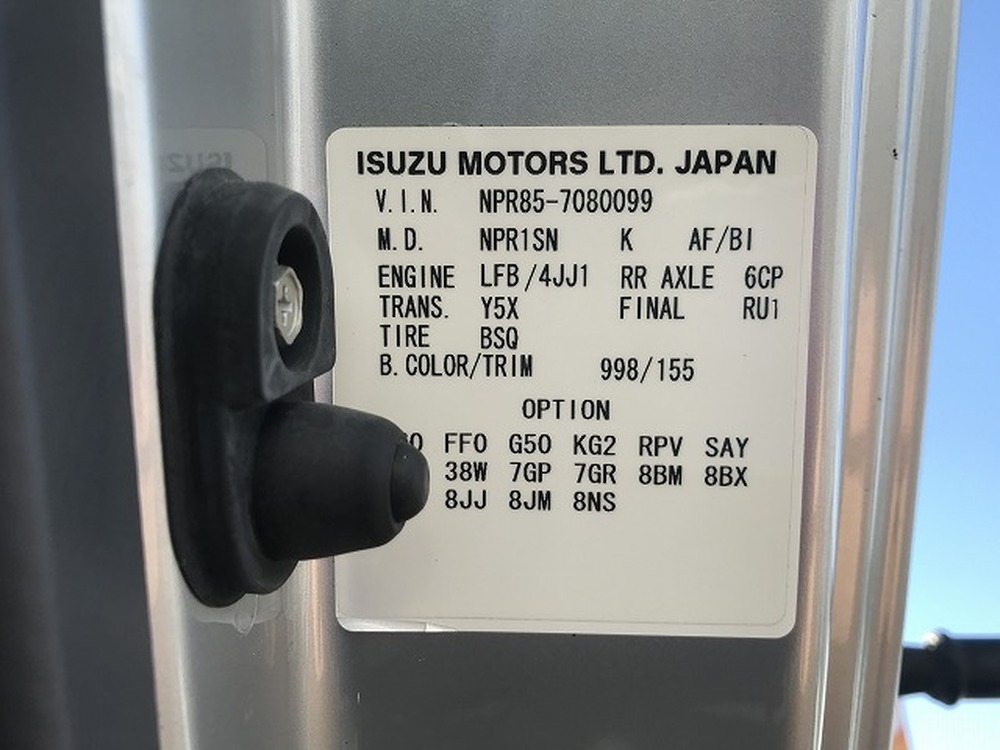 ISUZU MOTORS LTD. JAPAN
V.I.N. NPR85-7080099
M.D. NPR1SN K AF/BI
ENGINE LFB/4JJ1 RR AXLE 6CP
TRANS. Y5X FINAL RU1
TIRE BSQ
B.COLOR/TRIM 998/155
OPTION
FF0 G50 KG2 RPV SAY
38W 7GP 7GR 8BM 8BX
8JJ 8JM 8NS